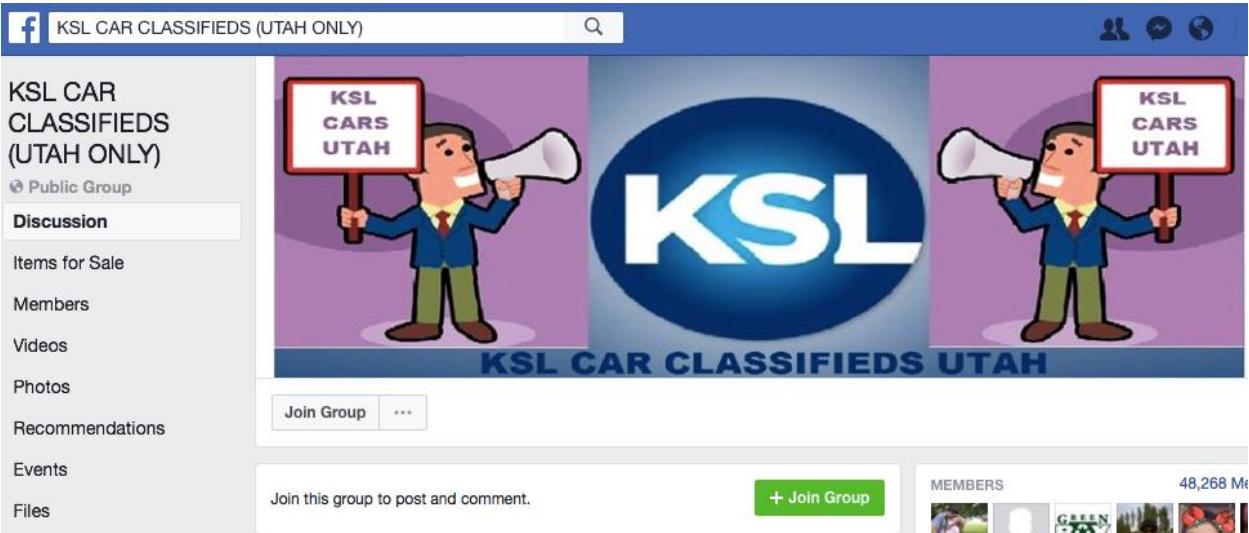 KSL CAR CLASSIFIEDS (UTAH ONLY)
KSL CAR
CLASSIFIEDS
(UTAH ONLY)
Public Group
Discussion
Items for Sale
Members
Videos
Photos
Recommendations
Events
Files
KSL
CARS
UTAH
KSL
KSL
CARS
UTAH
KSL CAR CLASSIFIEDS UTAH
Join Group
Join this group to post and comment.
+ Join Group
MEMBERS
48,268 Me
GREEN